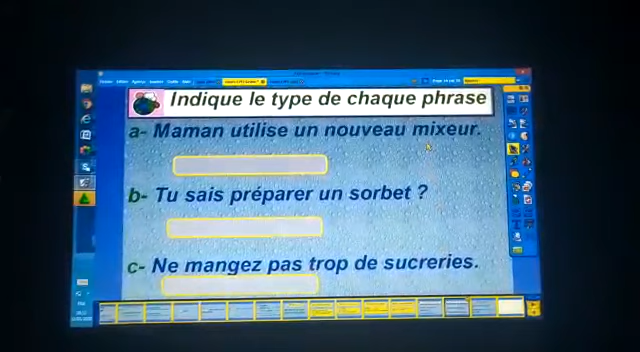 Indique le type de chaque phrase
a- Maman utilise un nouveau mixeur.
b- Tu sais préparer un sorbet ?
c- Ne mangez pas trop de sucreries.